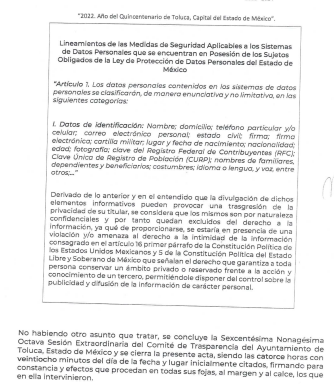 "2022. Año del Quincentenario de Toluca, Capital del Estado de México".
Lineamientos de las Medidas de Seguridad Aplicables a los Sistemas
de Datos Personales que se encuentran en Posesión de los Sujetos
Obligados de la Ley de Protección de Datos Personales del Estado de
México
"Artículo 1. Los datos personales contenidos en los sistemas de datos
personales se clasificarán, de manera enunciativa y no limitativa, en las
siguientes categorías:
I. Datos de identificación: Nombre; domicilio; teléfono particular y/o
celular; correo electrónico personal; estado civil; firma; firma
electrónica; cartilla militar; lugar y fecha de nacimiento; nacionalidad;
edad; fotografía; clave del Registro Federal de Contribuyentes (RFC);
Clave Única de Registro de Población (CURP); nombres de familiares,
dependientes y beneficiarios; costumbres; idioma o lengua, y voz, entre
otros;..."
Derivado de lo anterior y en el entendido que la divulgación de dichos
elementos informativos pueden provocar una trasgresión de la
privacidad de su titular, se considera que los mismos son por naturaleza
confidenciales y por tanto quedan excluidos del derecho a la
información, ya que de proporcionarse, se estaría en presencia de una
violación y/o amenaza al derecho a la intimidad de la información
consagrado en el artículo 16 primer párrafo de la Constitución Política de
los Estados Unidos Mexicanos y 5 de la Constitución Política del Estado
Libre y Soberano de México que señalan el derecho que garantiza a toda
persona conservar un ámbito privado o reservado frente a la acción y
conocimiento de un tercero, permitiéndole disponer del control sobre la
publicidad y difusión de la información de carácter personal.
No habiendo otro asunto que tratar, se concluye la Sexcentésima Nonagésima
Octava Sesión Extraordinaria del Comité de Trasparencia del Ayuntamiento de
Toluca, Estado de México y se cierra la presente acta, siendo las catorce horas con
veintiocho minutos del día de la fecha y lugar inicialmente citados, firmando para
constancia y efectos que procedan en todas sus fojas, al margen y al calce, los que
en ella intervinieron.